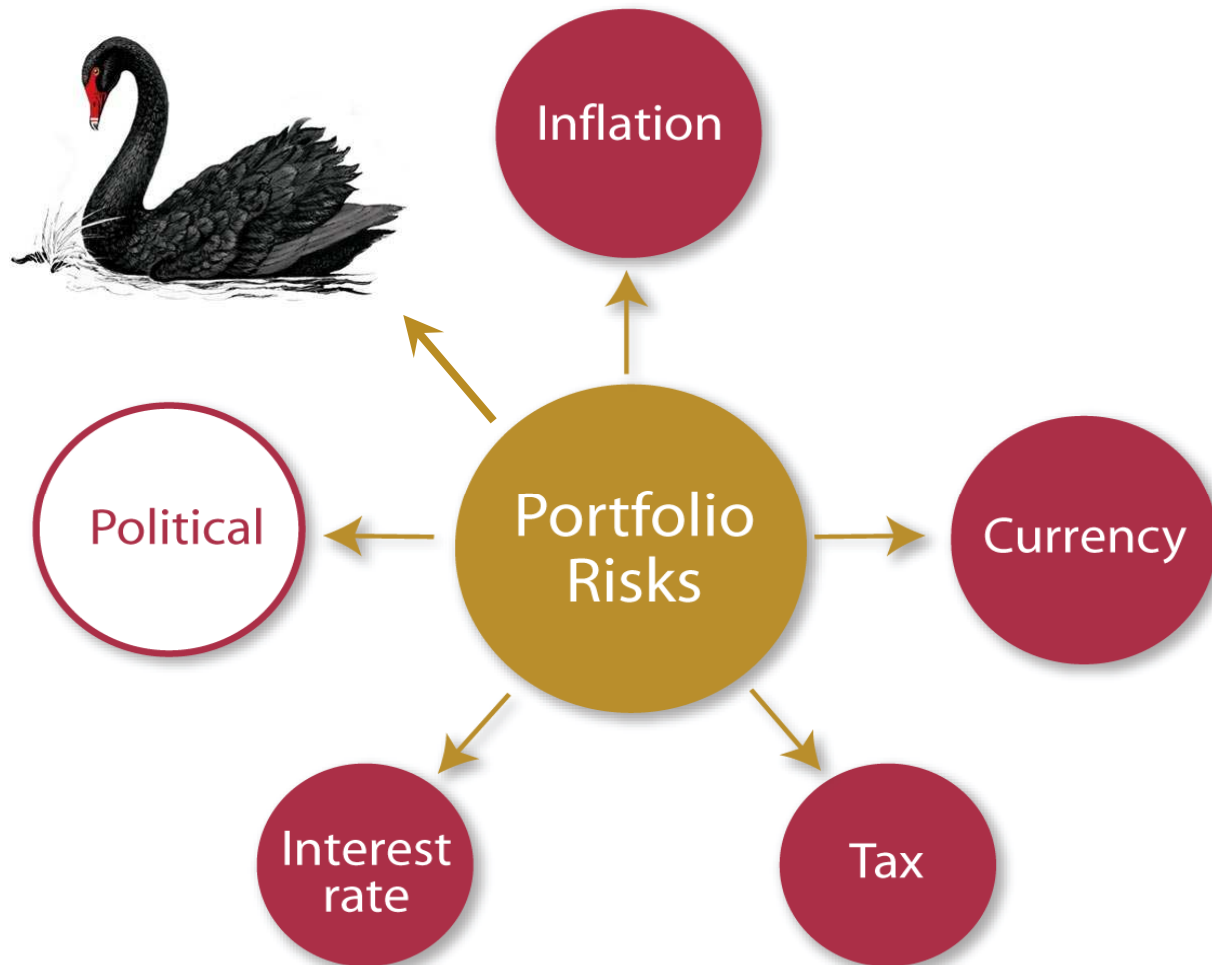 Inflation
Political
Portfolio
Risks
Currency
Interest
rate
Tax